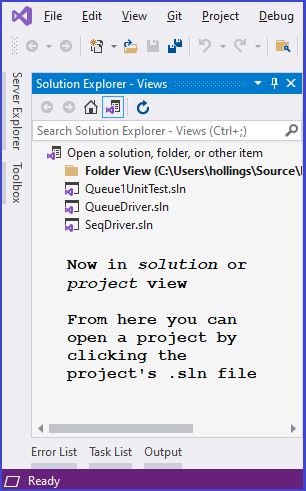 File Edit View Git Project Debug
Server Explorer
Toolbox
Solution Explorer - Views
Search Solution Explorer - Views (Ctrl+;)
Open a solution, folder, or other item
Folder View (C:\Users\hollings\Source\
Queue1UnitTest.sln
QueueDriver.sln
SeqDriver.sln
Now in solution or
project view
From here you can
open a project by
clicking the
project's .sln file
Error List Task List Output
Ready